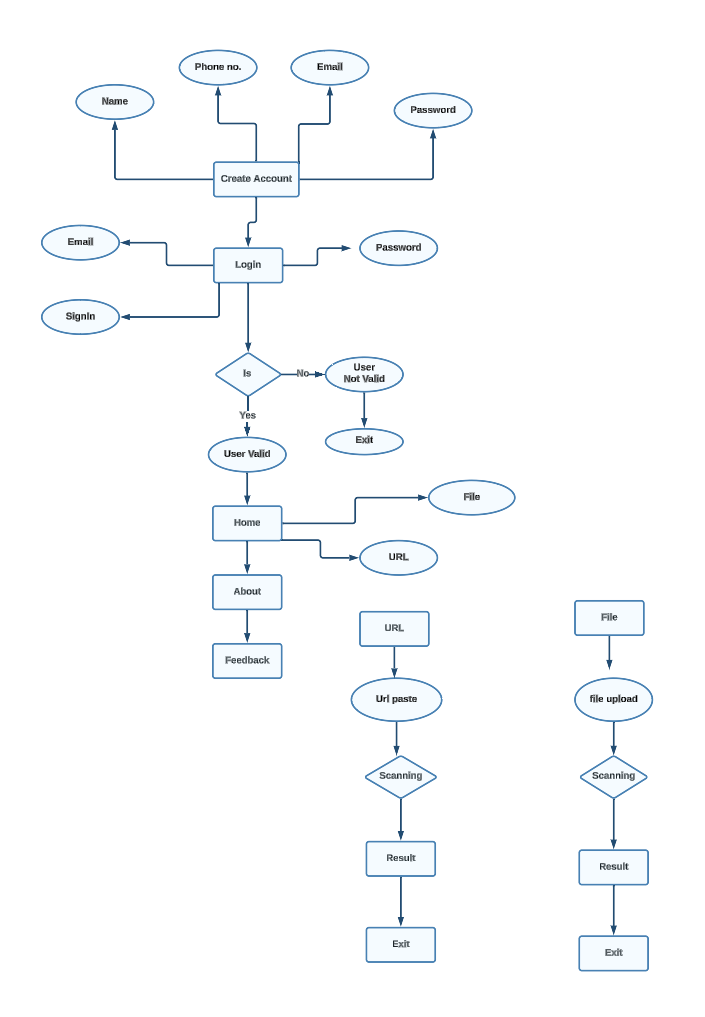 Phone no.
Email
Name
Password
Create Account
Email
Password
Login
SignIn
Is
No
User
Not Valid
Yes
Exit
User Valid
File
Home
URL
About
URL
File
Feedback
Url paste
file upload
Scanning
Scanning
Result
Result
Exit
Exit